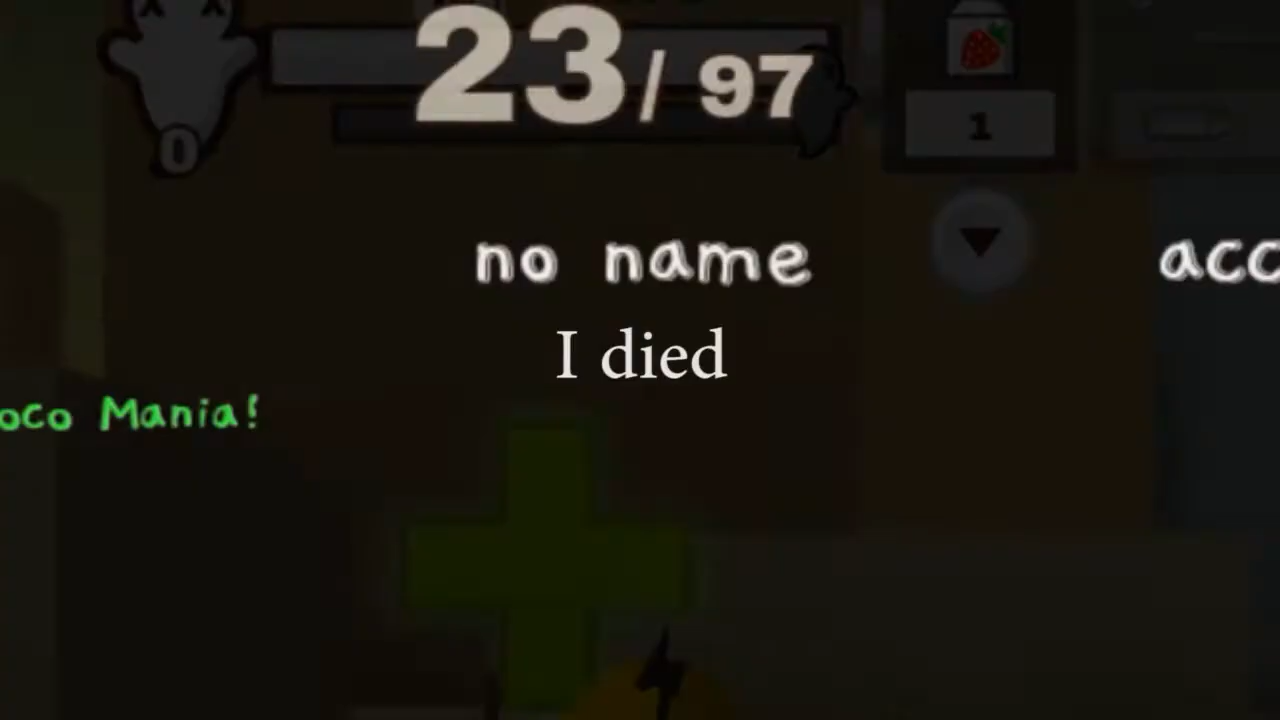 23 / 97
1
0
no name
acc
I died
oco Mania!